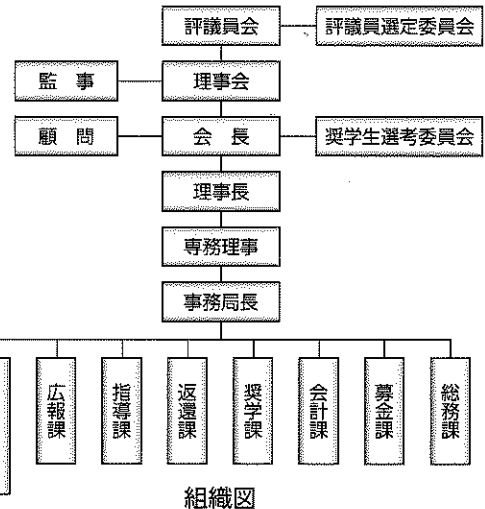 評議員会
評議員選定委員会
監事
理事会
顧問
会長
奨学生選考委員会
理事長
専務理事
事務局長
総務課
募金課
会計課
奨学課
返還課
指導課
広報課
組織図